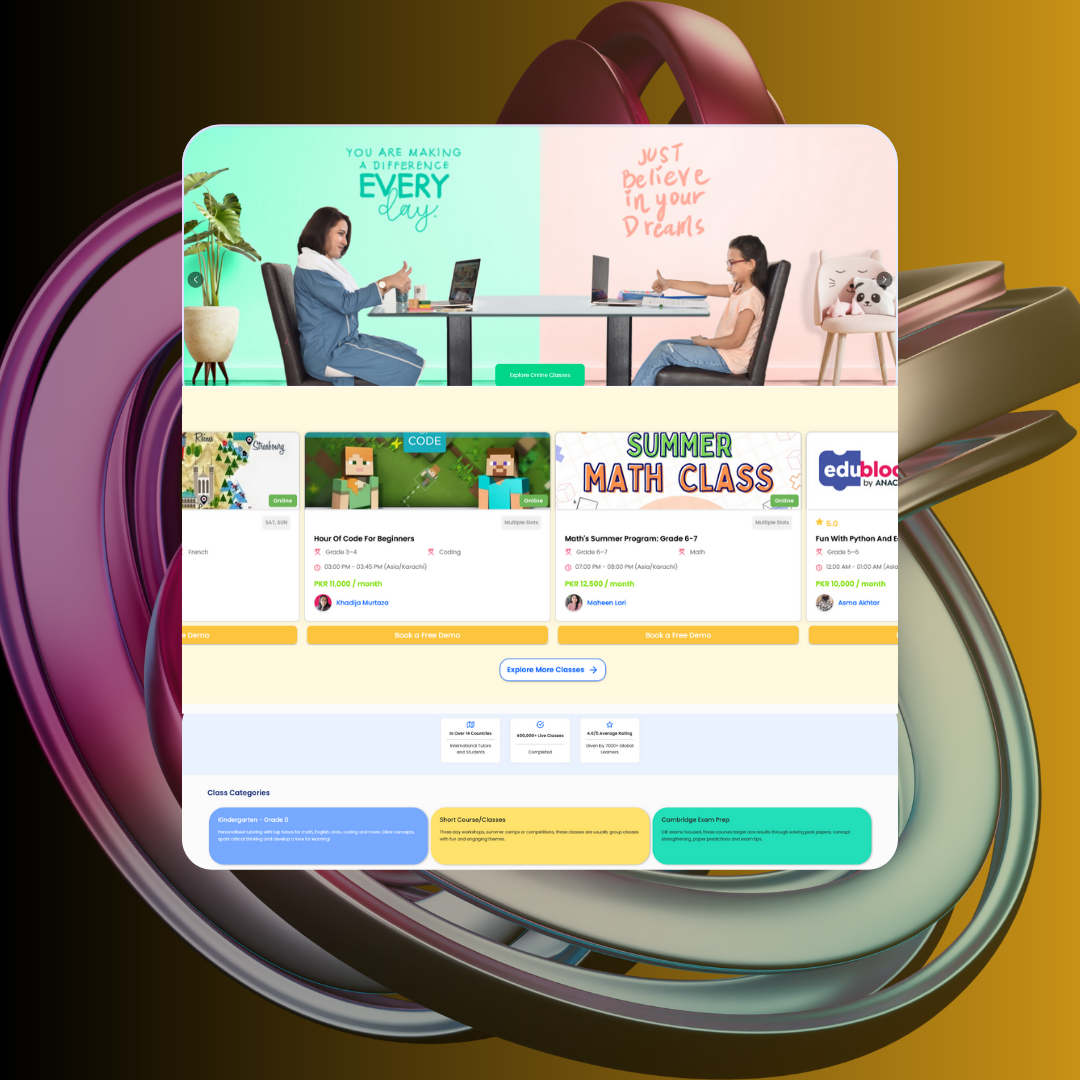 YOU ARE MAKING
A DIFFERENCE
EVERY
day.
JUST
Believe
in your
Dreams
Explore Online Classes
Reims
Strasbourg
Online
SAT, SUN
French
e Demo
CODE
Online
Multiple Slots
Hour Of Code For Beginners
Grade 3-4
Coding
03:00 PM - 03:45 PM (Asia/Karachi)
PKR 11,000 / month
Khadija Murtaza
Book a Free Demo
SUMMER
MATH CLASS
Online
Multiple Slots
Math's Summer Program: Grade 6-7
Grade 6-7
Math
07:00 PM - 08:00 PM (Asia/Karachi)
PKR 12,500 / month
Maheen Lari
Book a Free Demo
edubloc
by ANAC
5.0
Fun With Python And E
Grade 5-6
12:00 AM - 01:00 AM (Asia
PKR 10,000 / month
Asma Akhtar
Explore More Classes
In Over 14 Countries
International Tutors
and Students
600,000+ Live Classes
Completed
4.6/5 Average Rating
Given by 7000+ Global
Learners
Class Categories
Kindergarten - Grade 8
Personalised tutoring with top tutors for math, English, Urdu, coding and more. Clear concepts,
sport critical thinking and develop a love for learning!
Short Course/Classes
Three day workshops, summer camps or competitions, these classes are usually group classes
with fun and engaging themes.
Cambridge Exam Prep
CIE exams focused, these courses target ace results through solving past papers, concept
strengthening, paper predictions and exam tips.